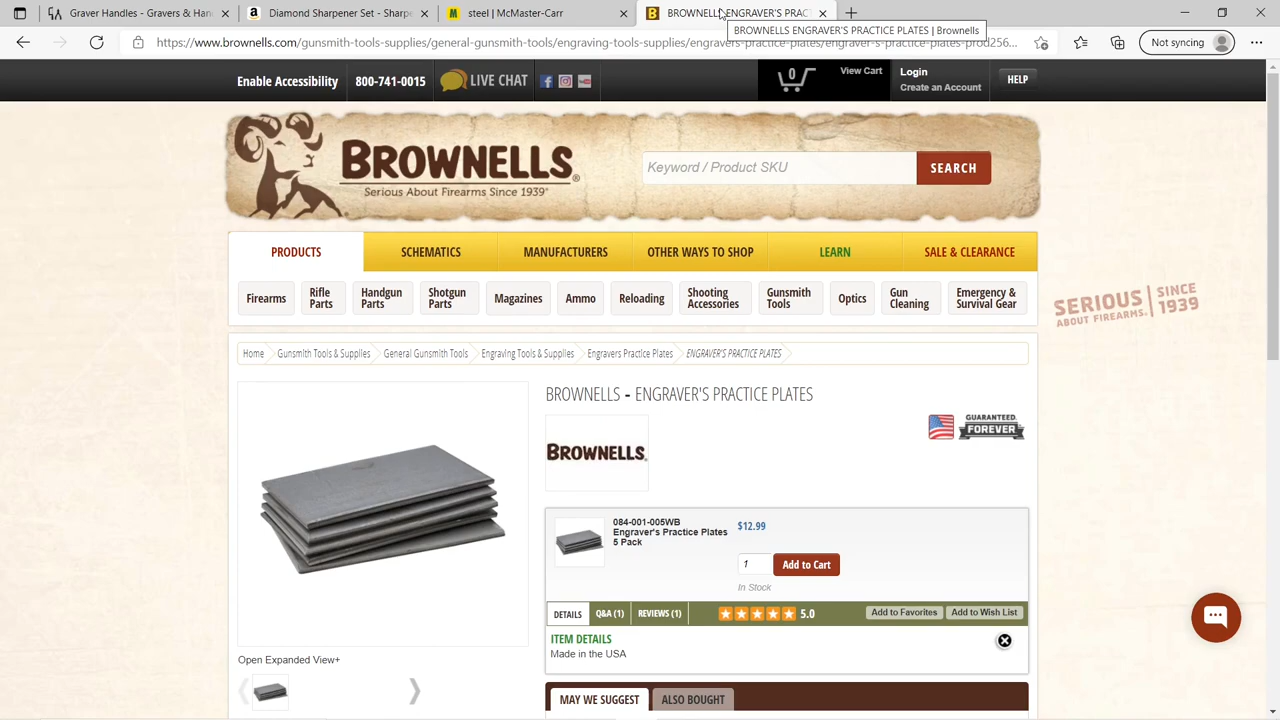 GRS
Gravers - Gravers & Han
a
Diamond Sharpener Set - Sharpe
M
steel | McMaster-Carr
B
BROWNELLS ENGRAVER'S PRACT
BROWNELLS ENGRAVER'S PRACTICE PLATES | Brownells
https://www.brownells.com/gunsmith-tools-supplies/general-gunsmith-tools/engraving-tools-supplies/engravers-practice-plates/engraver-s-practice-plates-prod256...
Not syncing
Enable Accessibility
800-741-0015
LIVE CHAT
0
View Cart
Login
Create an Account
HELP
BROWNELLS®
SERIOUS ABOUT FIREARMS SINCE 1939®
Keyword / Product SKU
SEARCH
PRODUCTS
SCHEMATICS
MANUFACTURERS
OTHER WAYS TO SHOP
LEARN
SALE & CLEARANCE
Firearms
Rifle
Parts
Handgun
Parts
Shotgun
Parts
Magazines
Ammo
Reloading
Shooting
Accessories
Gunsmith
Tools
Optics
Gun
Cleaning
Emergency &
Survival Gear
SERIOUS SINCE
ABOUT FIREARMS. 1939
Home
Gunsmith Tools & Supplies
General Gunsmith Tools
Engraving Tools & Supplies
Engravers Practice Plates
ENGRAVER'S PRACTICE PLATES
BROWNELLS - ENGRAVER'S PRACTICE PLATES
BROWNELLS®
GUARANTEED.
FOREVER
084-001-005WB
Engraver's Practice Plates
5 Pack
$12.99
1
Add to Cart
In Stock
DETAILS
Q&A (1)
REVIEWS (1)
5.0
Add to Favorites
Add to Wish List
ITEM DETAILS
Made in the USA
Open Expanded View+
MAY WE SUGGEST
ALSO BOUGHT